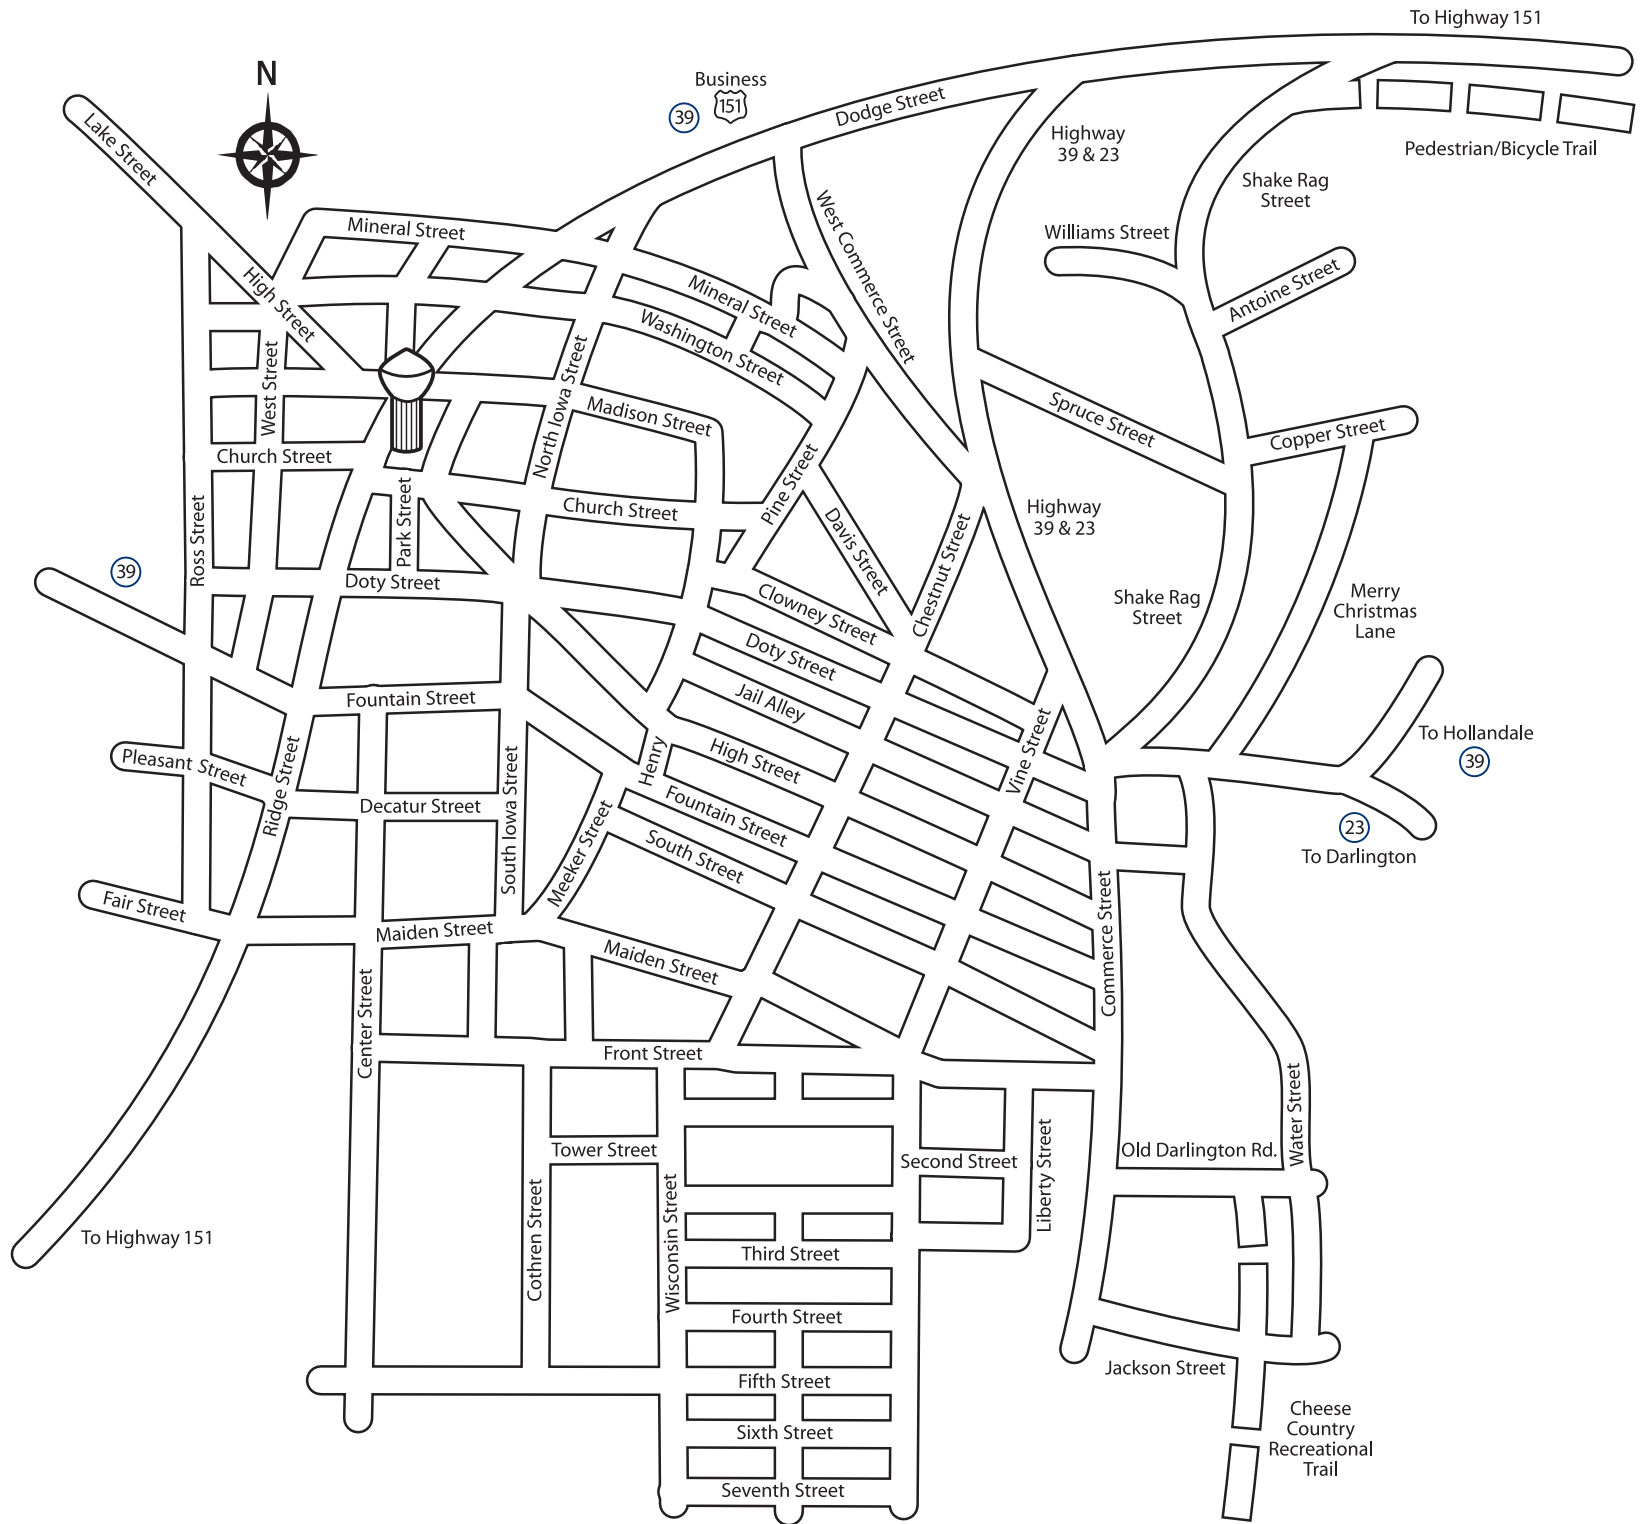 To Highway 151
N
Business
151
39
Dodge Street
Lake Street
Highway
39 & 23
Pedestrian/Bicycle Trail
Shake Rag
Street
Mineral Street
West Commerce Street
Williams Street
Antoine Street
High Street
Mineral Street
Washington Street
West Street
North Iowa Street
Madison Street
Spruce Street
Copper Street
Church Street
Pine Street
Church Street
Davis Street
Highway
39 & 23
Ross Street
Park Street
Chestnut Street
39
Doty Street
Clowney Street
Shake Rag
Street
Merry
Christmas
Lane
Doty Street
Fountain Street
Jail Alley
To Hollandale
39
Pleasant Street
Ridge Street
High Street
Henry
Vine Street
Decatur Street
South Iowa Street
Meeker Street
Fountain Street
23
To Darlington
South Street
Fair Street
Maiden Street
Maiden Street
Commerce Street
Center Street
Front Street
Water Street
Tower Street
Second Street
Old Darlington Rd.
Liberty Street
To Highway 151
Cothren Street
Wisconsin Street
Third Street
Fourth Street
Jackson Street
Fifth Street
Cheese
Country
Recreational
Trail
Sixth Street
Seventh Street